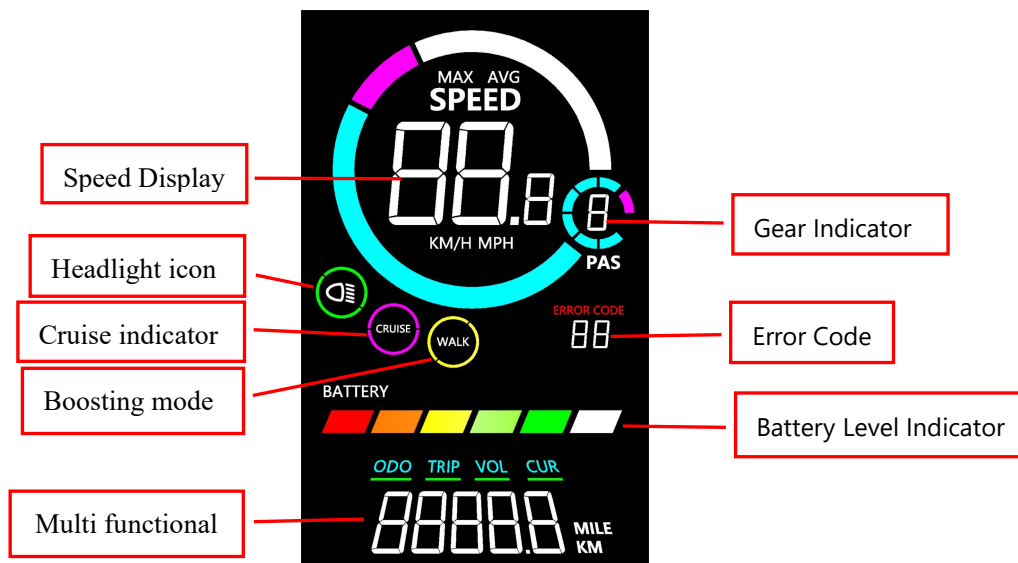 MAX AVG
SPEED
88.8
KM/H MPH
8
PAS
Speed Display
Gear Indicator
Headlight icon
Cruise indicator
Boosting mode
CRUISE
WALK
ERROR CODE
88
Error Code
BATTERY
Battery Level Indicator
ODO TRIP VOL CUR
8888.8
MILE
KM
Multi functional